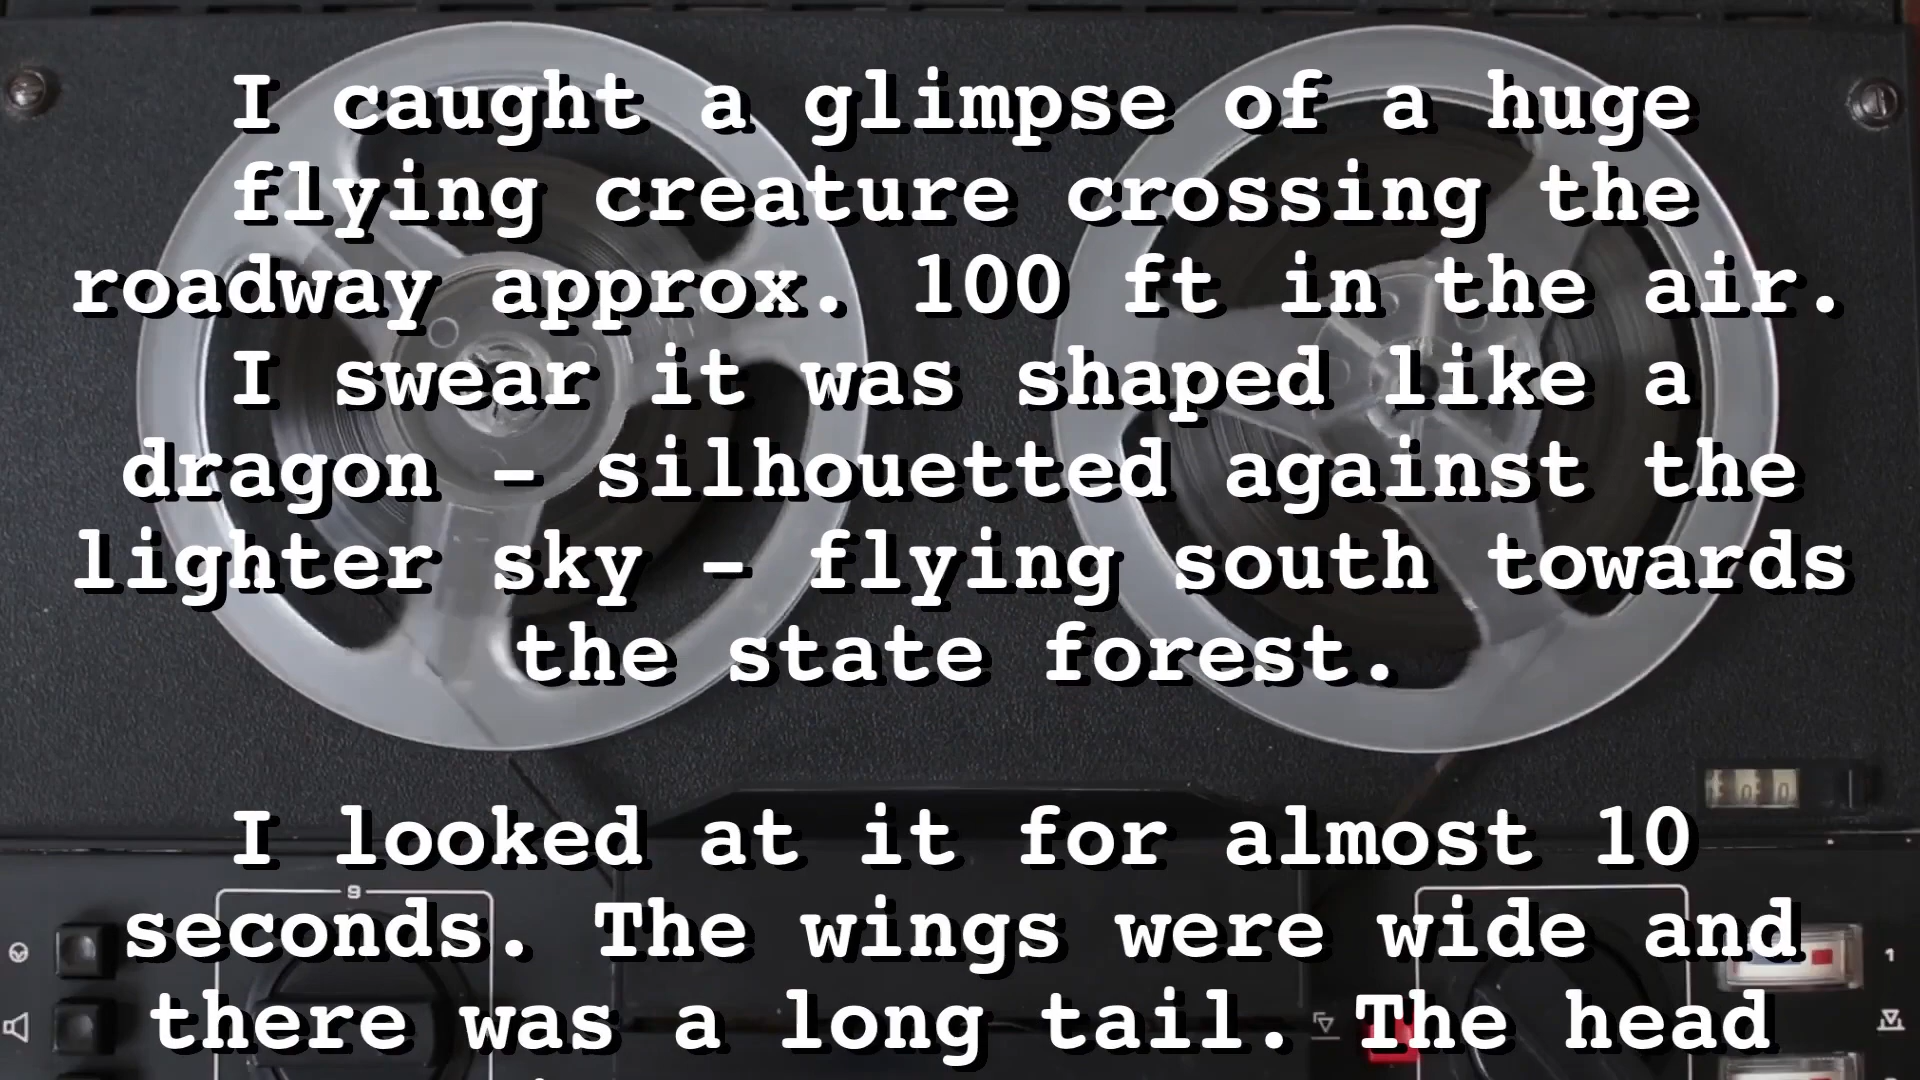 I caught a glimpse of a huge
flying creature crossing the
roadway approx. 100 ft in the air.
I swear it was shaped like a
dragon – silhouetted against the
lighter sky – flying south towards
the state forest.
I looked at it for almost 10
seconds. The wings were wide and
there was a long tail. The head
9
1